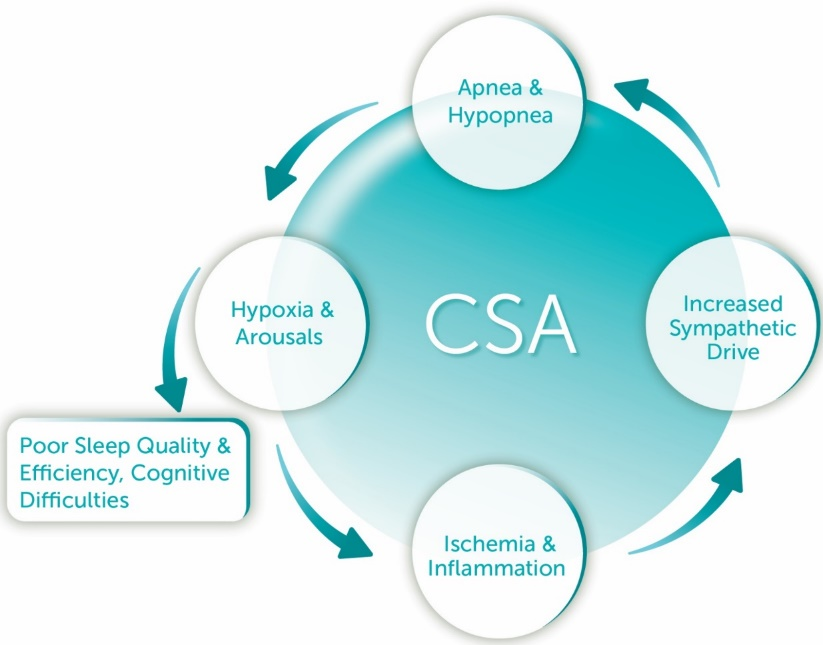 Apnea &
Hypopnea
Hypoxia &
Arousals
CSA
Increased
Sympathetic
Drive
Poor Sleep Quality &
Efficiency, Cognitive
Difficulties
Ischemia &
Inflammation